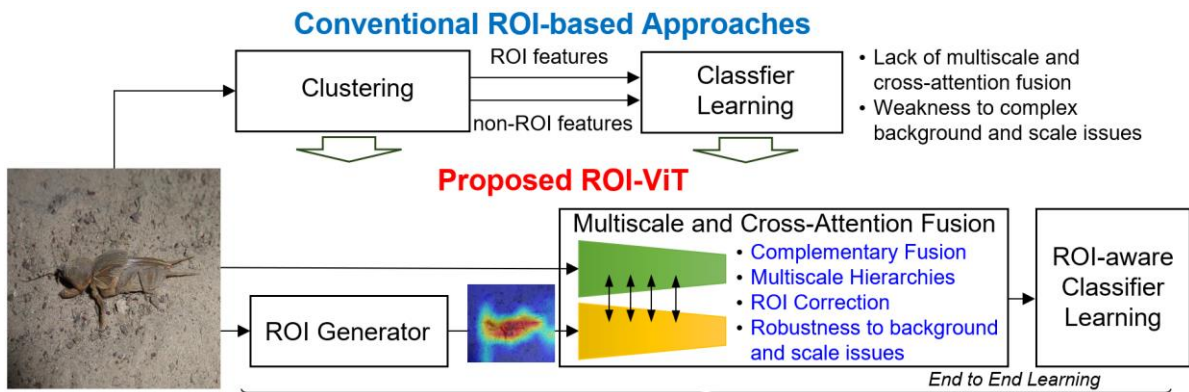 Conventional ROI-based Approaches
Clustering
ROI features
non-ROI features
Classfier
Learning
• Lack of multiscale and
cross-attention fusion
• Weakness to complex
background and scale issues
Proposed ROI-ViT
ROI Generator
Multiscale and Cross-Attention Fusion
• Complementary Fusion
• Multiscale Hierarchies
• ROI Correction
• Robustness to background
and scale issues
ROI-aware
Classifier
Learning
End to End Learning